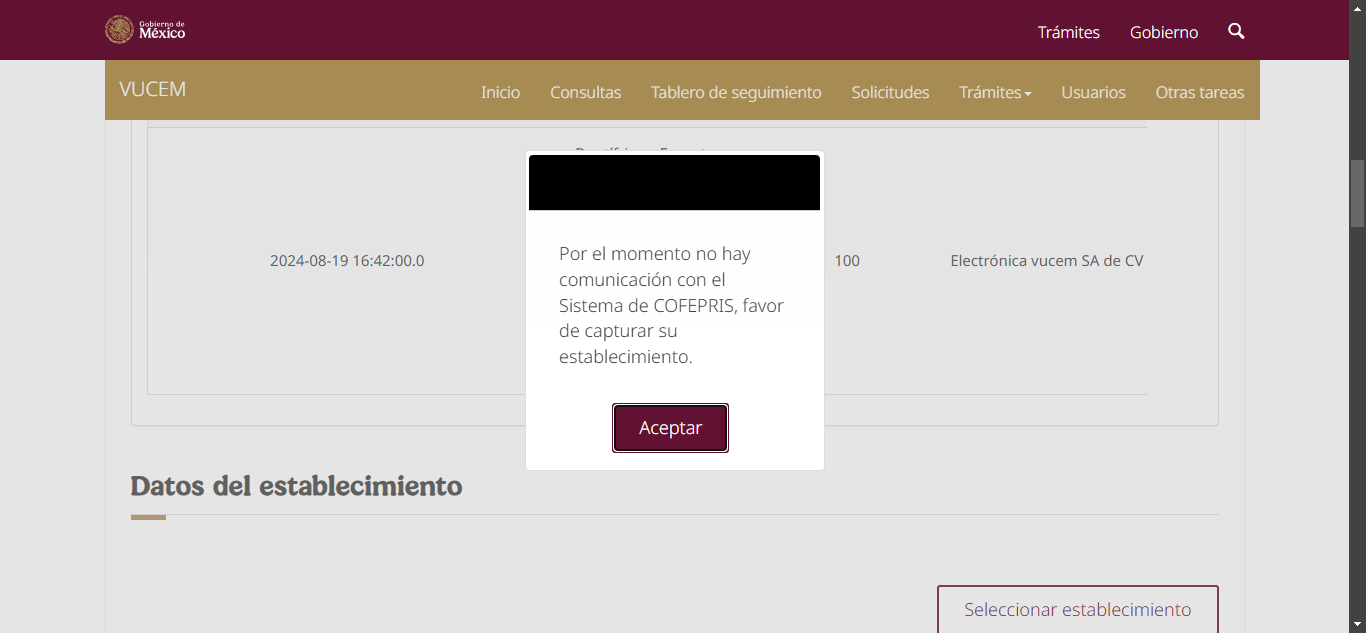 Gobierno de
México
Trámites Gobierno
VUCEM
Inicio Consultas Tablero de seguimiento Solicitudes Trámites Usuarios Otras tareas
Por el momento no hay
comunicación con el
Sistema de COFEPRIS, favor
de capturar su
establecimiento.
Aceptar
2024-08-19 16:42:00.0 100 Electrónica vucem SA de CV
Datos del establecimiento
Seleccionar establecimiento